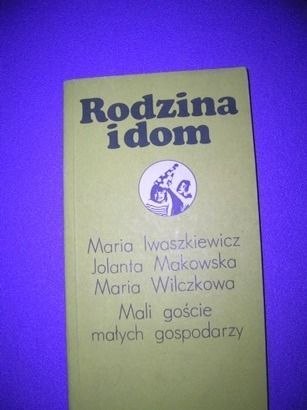 Rodzina
i dom
Maria Iwaszkiewicz
Jolanta Makowska
Maria Wilczkowa
Mali goście
małych gospodarzy